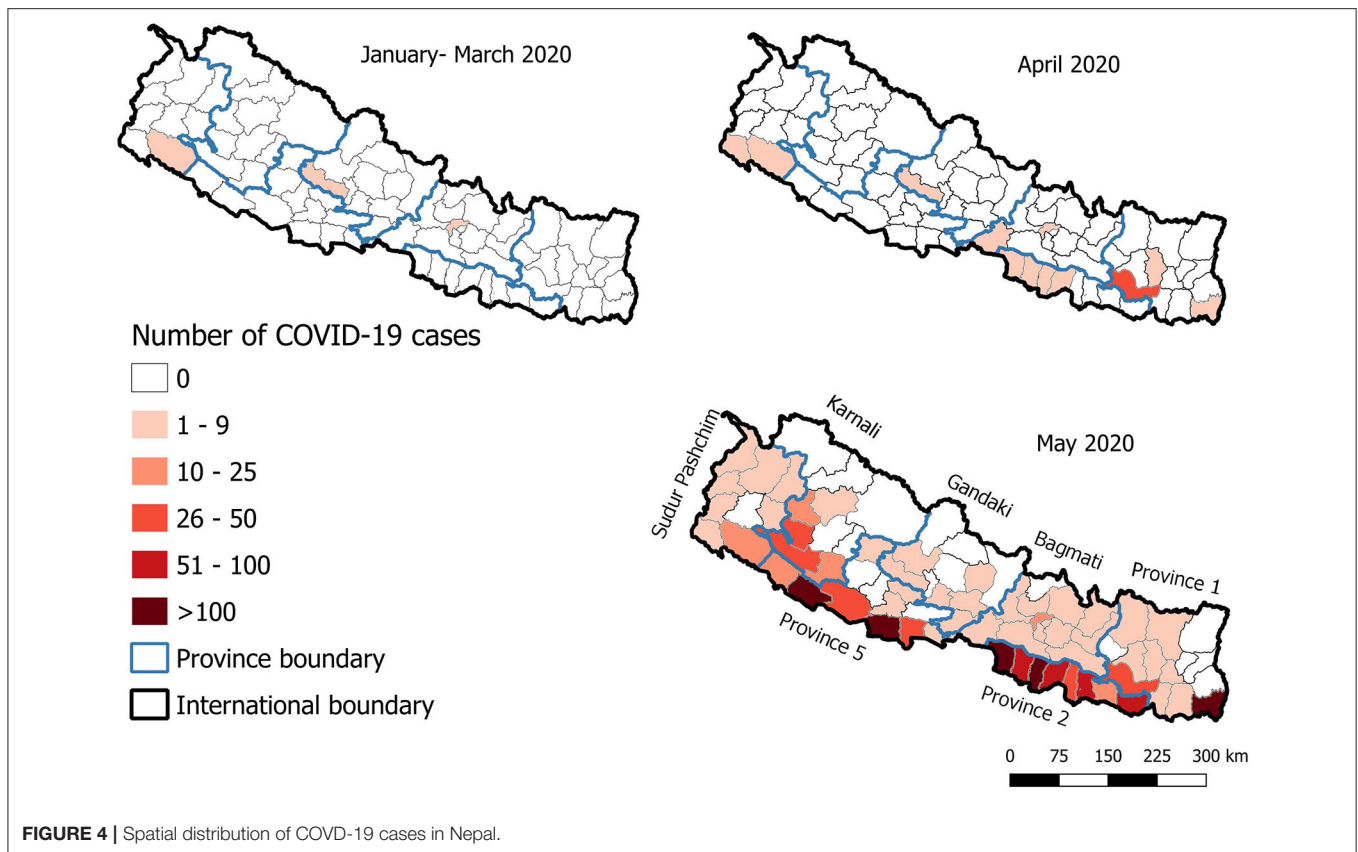 January- March 2020
April 2020
Number of COVID-19 cases
0
1 - 9
10 - 25
26 - 50
51 - 100
>100
Province boundary
International boundary
May 2020
Sudur Pashchim
Karnali
Gandaki
Bagmati
Province 1
Province 5
Province 2
0 75 150 225 300 km
FIGURE 4 | Spatial distribution of COVD-19 cases in Nepal.